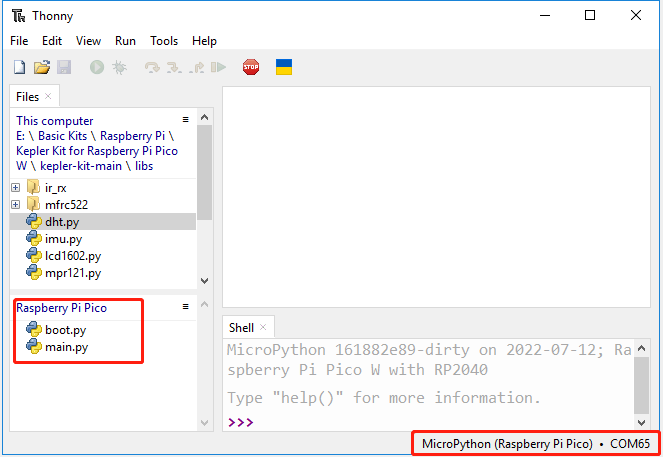 Thonny
File Edit View Run Tools Help
STOP
Files
This computer
E: \ Basic Kits \ Raspberry Pi \
Kepler Kit for Raspberry Pi Pico
W \ kepler-kit-main \ libs
ir_rx
mfrc522
dht.py
imu.py
lcd1602.py
mpr121.py
Raspberry Pi Pico
boot.py
main.py
Shell
MicroPython 161882e89-dirty on 2022-07-12; Ra
spberry Pi Pico W with RP2040
Type "help()" for more information.
>>>
MicroPython (Raspberry Pi Pico) • COM65